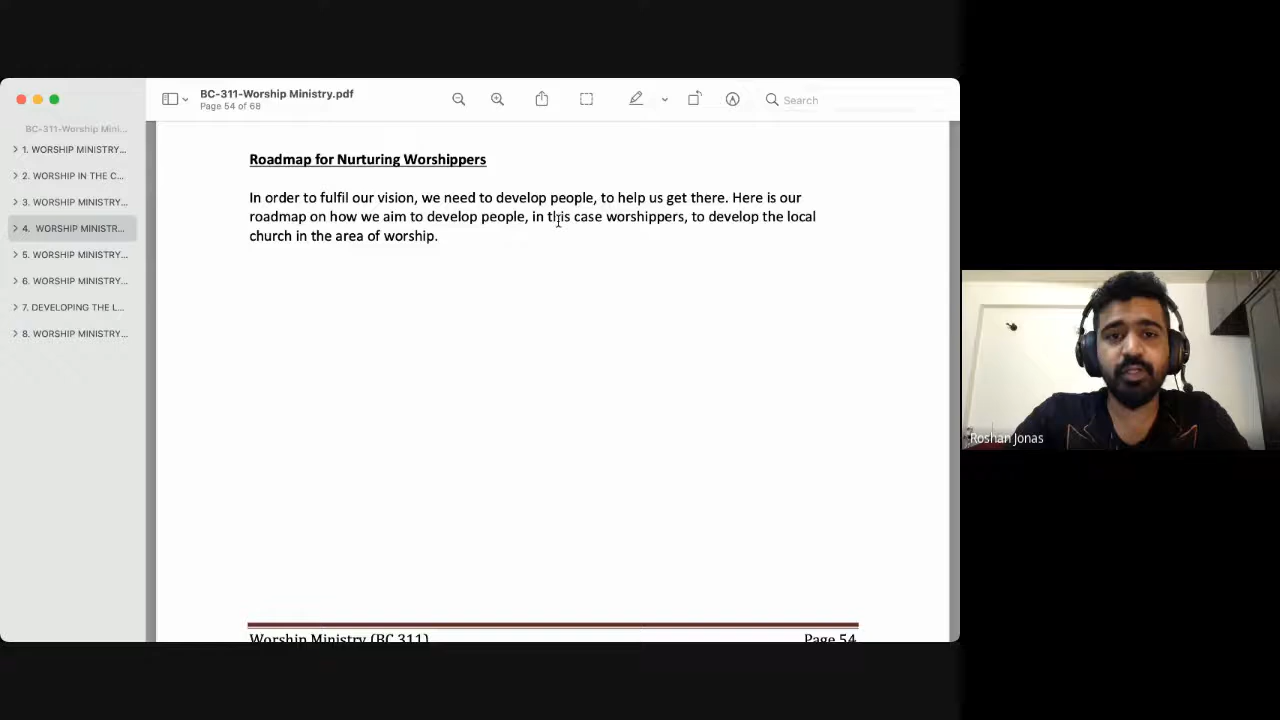 BC-311-Worship Ministry.pdf
Page 54 of 68
Search
BC-311-Worship Mini...
1. WORSHIP MINISTRY...
2. WORSHIP IN THE C...
3. WORSHIP MINISTRY...
4. WORSHIP MINISTR...
5. WORSHIP MINISTRY...
6. WORSHIP MINISTRY...
7. DEVELOPING THE L...
8. WORSHIP MINISTRY...
Roadmap for Nurturing Worshippers
In order to fulfil our vision, we need to develop people, to help us get there. Here is our
roadmap on how we aim to develop people, in this case worshippers, to develop the local
church in the area of worship.
Worship Ministry (BC 311) Page 54
Roshan Jonas